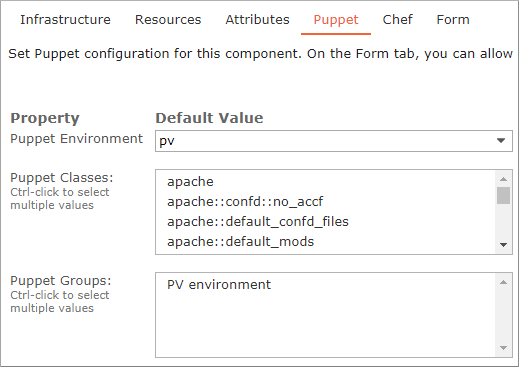 Infrastructure Resources Attributes Puppet Chef Form
Set Puppet configuration for this component. On the Form tab, you can allow
Property Default Value
Puppet Environment pv
Puppet Classes:
Ctrl-click to select
multiple values
apache
apache::confd::no_accf
apache::default_confd_files
apache::default_mods
Puppet Groups:
Ctrl-click to select
multiple values
PV environment